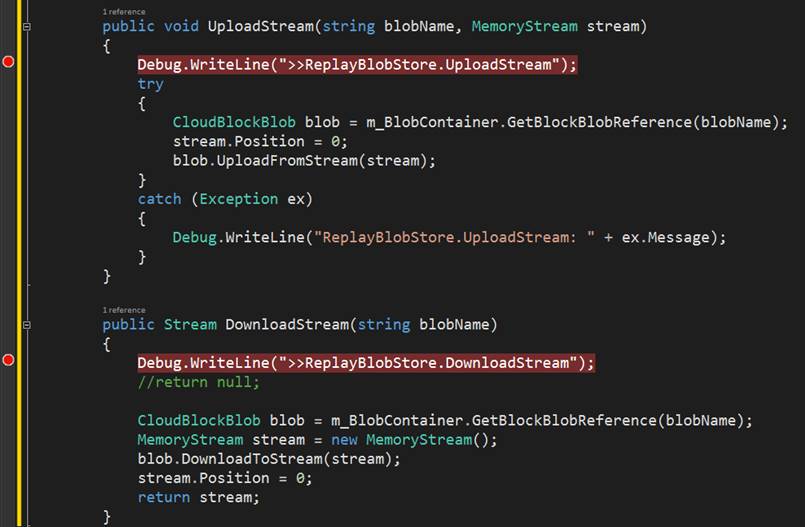 1 reference
public void UploadStream(string blobName, MemoryStream stream)
{
Debug.WriteLine(">>ReplayBlobStore.UploadStream");
try
{
CloudBlockBlob blob = m_BlobContainer.GetBlockBlobReference(blobName);
stream.Position = 0;
blob.UploadFromStream(stream);
}
catch (Exception ex)
{
Debug.WriteLine("ReplayBlobStore.UploadStream: " + ex.Message);
}
}
1 reference
public Stream DownloadStream(string blobName)
{
Debug.WriteLine(">>ReplayBlobStore.DownloadStream");
//return null;
CloudBlockBlob blob = m_BlobContainer.GetBlockBlobReference(blobName);
MemoryStream stream = new MemoryStream();
blob.DownloadToStream(stream);
stream.Position = 0;
return stream;
}